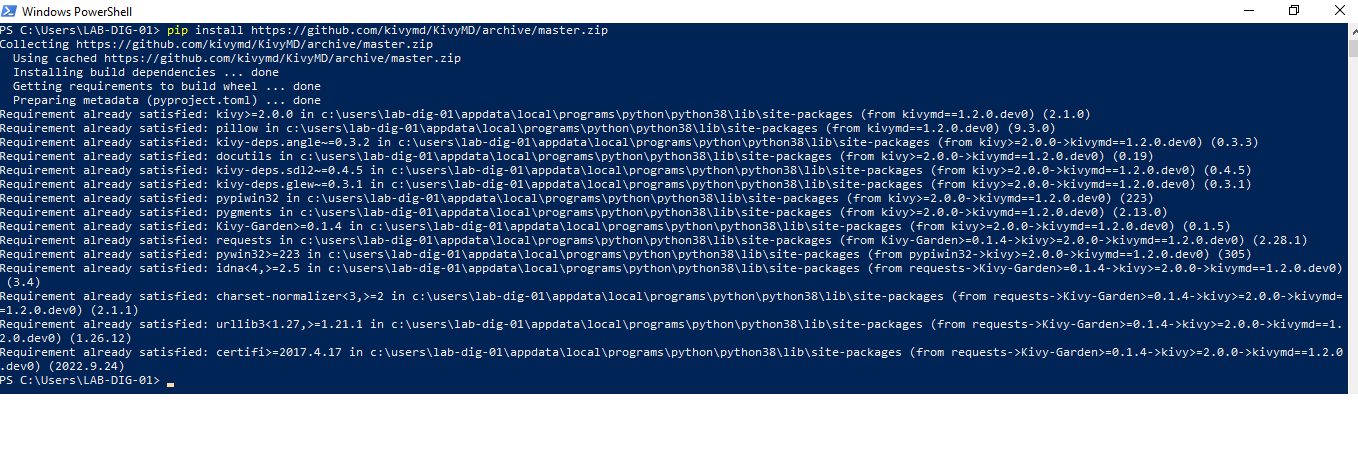 Windows PowerShell
PS C:\Users\LAB-DIG-01> pip install https://github.com/kivymd/KivyMD/archive/master.zip
Collecting https://github.com/kivymd/KivyMD/archive/master.zip
  Using cached https://github.com/kivymd/KivyMD/archive/master.zip
  Installing build dependencies ... done
  Getting requirements to build wheel ... done
  Preparing metadata (pyproject.toml) ... done
Requirement already satisfied: kivy>=2.0.0 in c:\users\lab-dig-01\appdata\local\programs\python\python38\lib\site-packages (from kivymd==1.2.0.dev0) (2.1.0)
Requirement already satisfied: pillow in c:\users\lab-dig-01\appdata\local\programs\python\python38\lib\site-packages (from kivymd==1.2.0.dev0) (9.3.0)
Requirement already satisfied: kivy-deps.angle~=0.3.2 in c:\users\lab-dig-01\appdata\local\programs\python\python38\lib\site-packages (from kivy>=2.0.0->kivymd==1.2.0.dev0) (0.3.3)
Requirement already satisfied: docutils in c:\users\lab-dig-01\appdata\local\programs\python\python38\lib\site-packages (from kivy>=2.0.0->kivymd==1.2.0.dev0) (0.19)
Requirement already satisfied: kivy-deps.sdl2~=0.4.5 in c:\users\lab-dig-01\appdata\local\programs\python\python38\lib\site-packages (from kivy>=2.0.0->kivymd==1.2.0.dev0) (0.4.5)
Requirement already satisfied: kivy-deps.glew~=0.3.1 in c:\users\lab-dig-01\appdata\local\programs\python\python38\lib\site-packages (from kivy>=2.0.0->kivymd==1.2.0.dev0) (0.3.1)
Requirement already satisfied: pypiwin32 in c:\users\lab-dig-01\appdata\local\programs\python\python38\lib\site-packages (from kivy>=2.0.0->kivymd==1.2.0.dev0) (223)
Requirement already satisfied: pygments in c:\users\lab-dig-01\appdata\local\programs\python\python38\lib\site-packages (from kivy>=2.0.0->kivymd==1.2.0.dev0) (2.13.0)
Requirement already satisfied: Kivy-Garden>=0.1.4 in c:\users\lab-dig-01\appdata\local\programs\python\python38\lib\site-packages (from kivy>=2.0.0->kivymd==1.2.0.dev0) (0.1.5)
Requirement already satisfied: requests in c:\users\lab-dig-01\appdata\local\programs\python\python38\lib\site-packages (from Kivy-Garden>=0.1.4->kivy>=2.0.0->kivymd==1.2.0.dev0) (2.28.1)
Requirement already satisfied: pywin32>=223 in c:\users\lab-dig-01\appdata\local\programs\python\python38\lib\site-packages (from pypiwin32->kivy>=2.0.0->kivymd==1.2.0.dev0) (305)
Requirement already satisfied: idna<4,>=2.5 in c:\users\lab-dig-01\appdata\local\programs\python\python38\lib\site-packages (from requests->Kivy-Garden>=0.1.4->kivy>=2.0.0->kivymd==1.2.0.dev0)
 (3.4)
Requirement already satisfied: charset-normalizer<3,>=2 in c:\users\lab-dig-01\appdata\local\programs\python\python38\lib\site-packages (from requests->Kivy-Garden>=0.1.4->kivy>=2.0.0->kivymd=
=1.2.0.dev0) (2.1.1)
Requirement already satisfied: urllib3<1.27,>=1.21.1 in c:\users\lab-dig-01\appdata\local\programs\python\python38\lib\site-packages (from requests->Kivy-Garden>=0.1.4->kivy>=2.0.0->kivymd==1.
2.0.dev0) (1.26.12)
Requirement already satisfied: certifi>=2017.4.17 in c:\users\lab-dig-01\appdata\local\programs\python\python38\lib\site-packages (from requests->Kivy-Garden>=0.1.4->kivy>=2.0.0->kivymd==1.2.0
.dev0) (2022.9.24)
PS C:\Users\LAB-DIG-01>